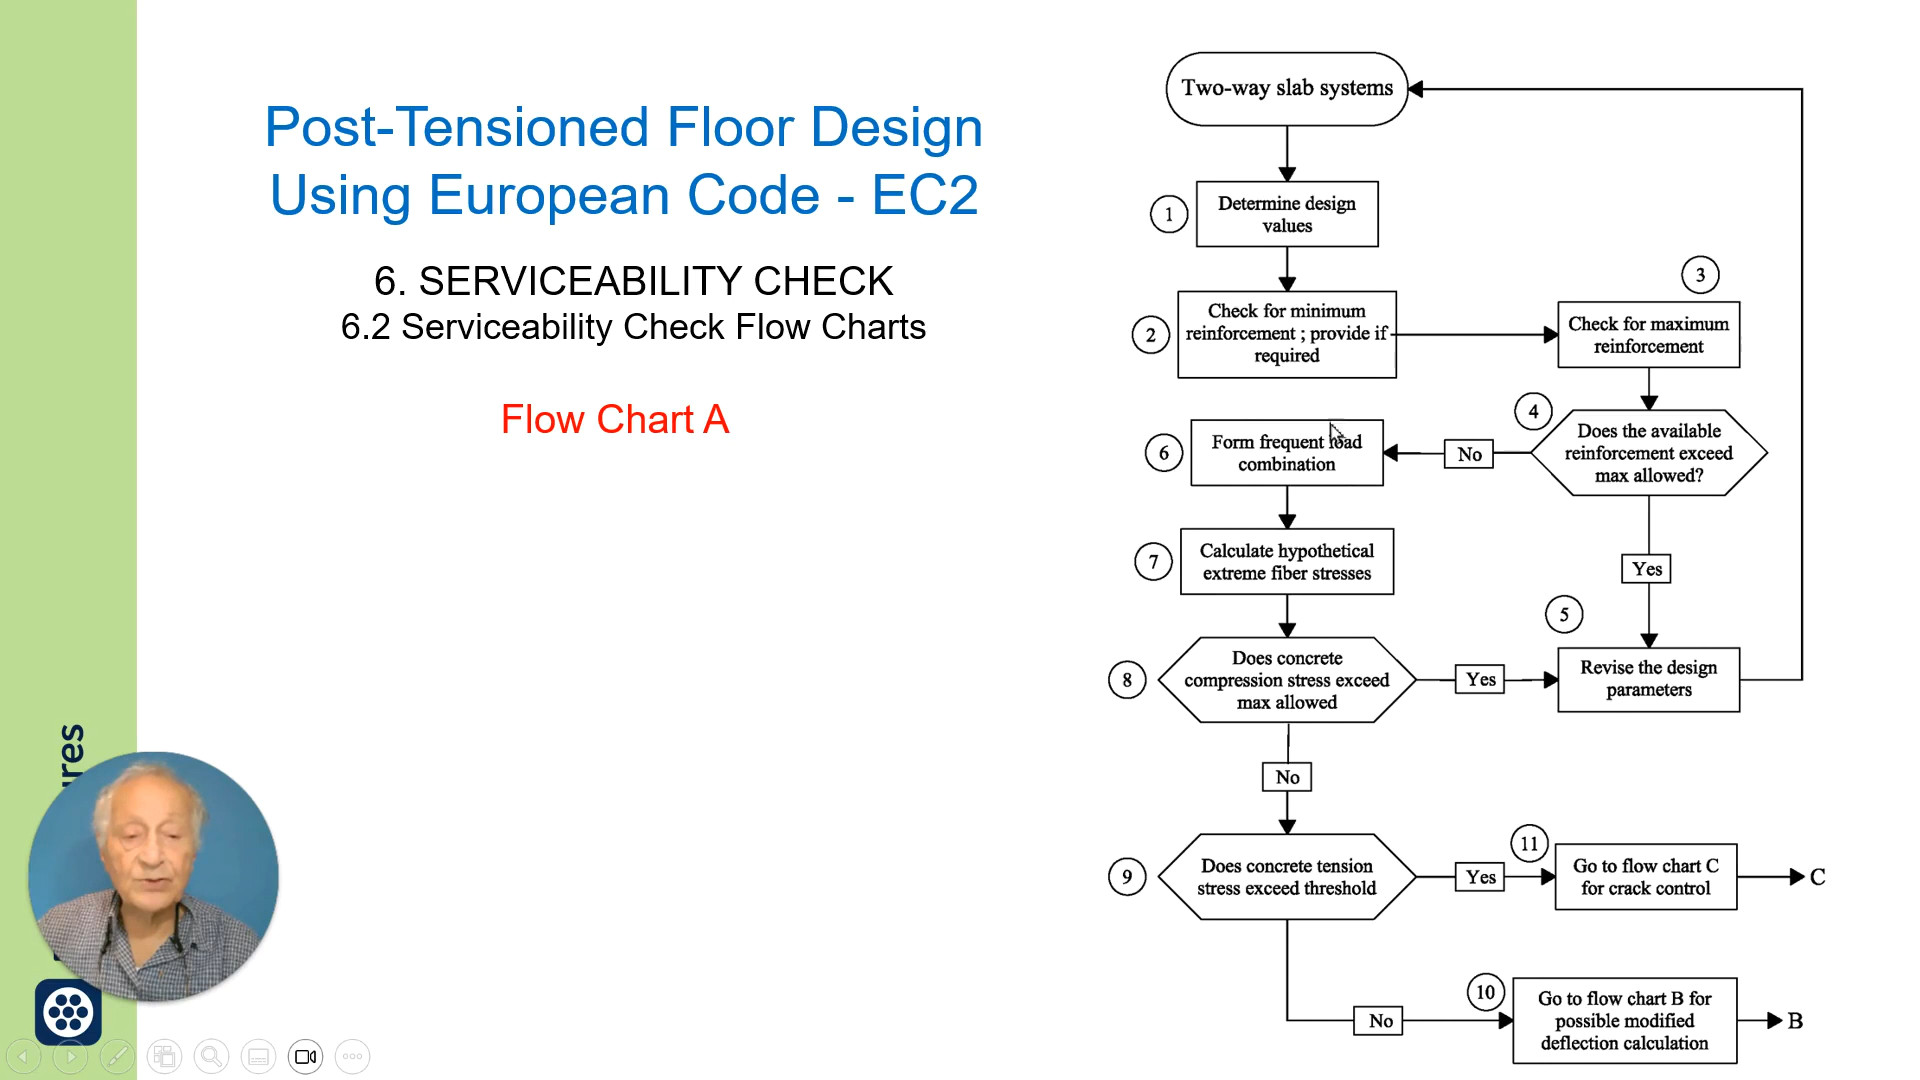 Post-Tensioned Floor Design
Using European Code - EC2
6. SERVICEABILITY CHECK
6.2 Serviceability Check Flow Charts
Flow Chart A
Two-way slab systems
1
Determine design
values
2
Check for minimum
reinforcement ; provide if
required
3
Check for maximum
reinforcement
4
Does the available
reinforcement exceed
max allowed?
No
Yes
6
Form frequent load
combination
7
Calculate hypothetical
extreme fiber stresses
5
Revise the design
parameters
8
Does concrete
compression stress exceed
max allowed
Yes
No
9
Does concrete tension
stress exceed threshold
Yes
11
Go to flow chart C
for crack control
C
No
10
Go to flow chart B for
possible modified
deflection calculation
B